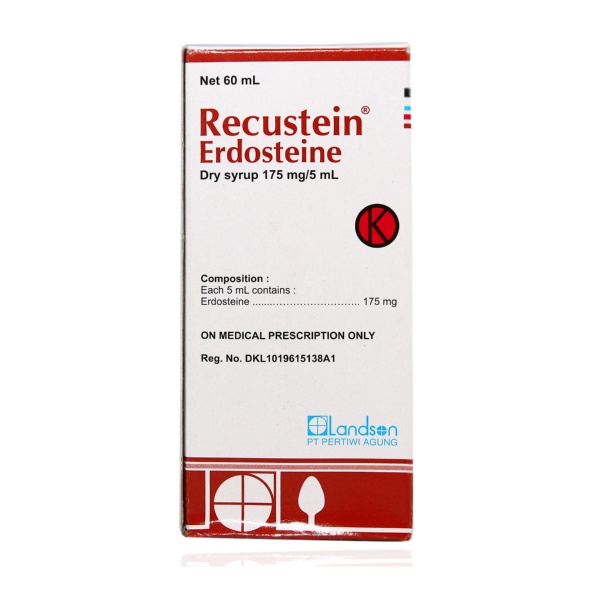 Net 60 mL
Recustein®
Erdosteine
Dry syrup 175 mg/5 mL
K
Composition :
Each 5 mL contains :
Erdosteine ................................ 175 mg
ON MEDICAL PRESCRIPTION ONLY
Reg. No. DKL1019615138A1
Landson
PT PERTIWI AGUNG